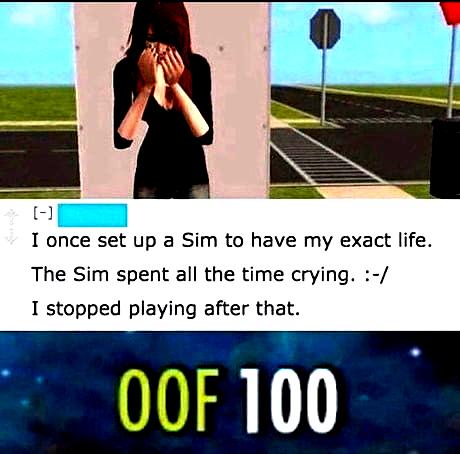 [-]
I once set up a Sim to have my exact life.
The Sim spent all the time crying. :-/
I stopped playing after that.
OOF 100